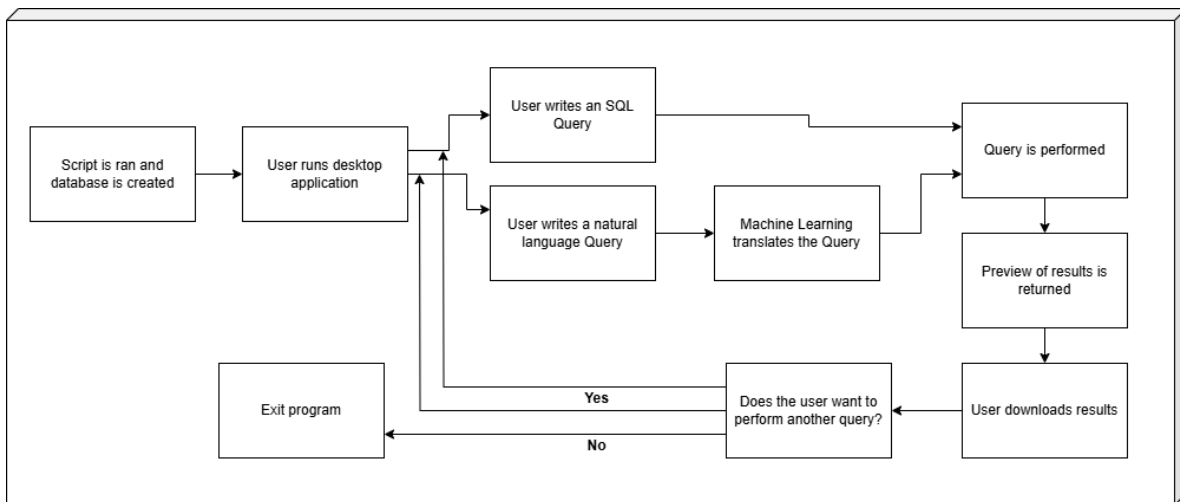 User writes an SQL
Query
Script is ran and
database is created
User runs desktop
application
Query is performed
User writes a natural
language Query
Machine Learning
translates the Query
Preview of results is
returned
Exit program
Yes
No
Does the user want to
perform another query?
User downloads results